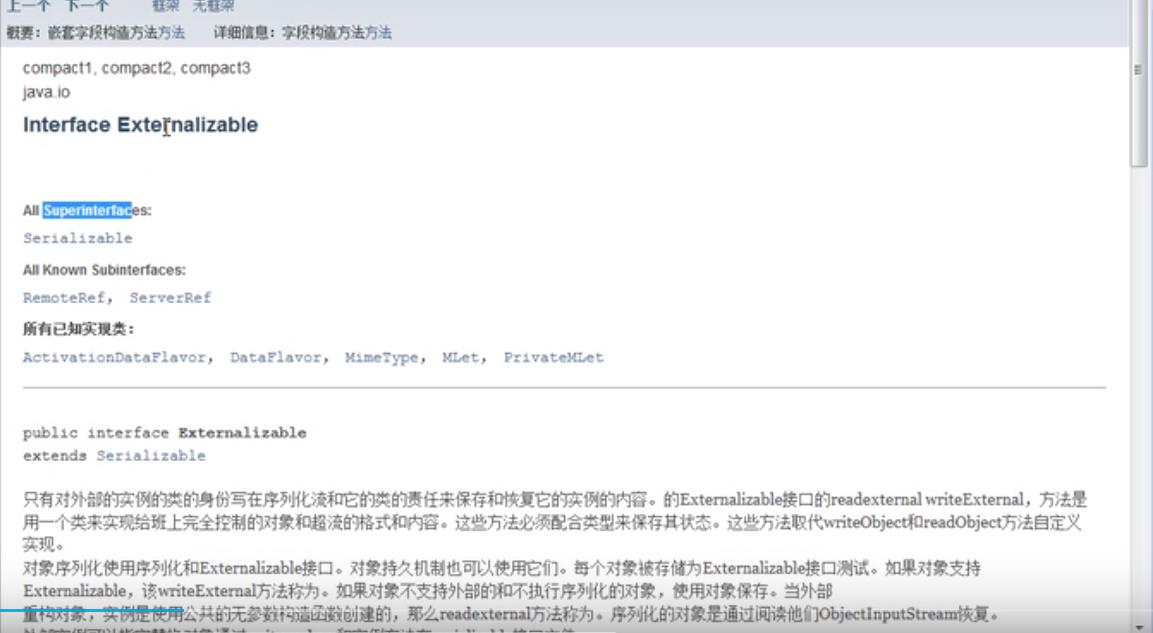 上一个 下一个 框架 无框架
概要：嵌套字段构造方法方法 详细信息：字段构造方法方法
compact1, compact2, compact3
java.io
Interface Externalizable
All Superinterfaces:
Serializable
All Known Subinterfaces:
RemoteRef, ServerRef
所有已知实现类：
ActivationDataFlavor, DataFlavor, MimeType, MLet, PrivateMLet
public interface Externalizable
extends Serializable
只有对外部的实例的类的身份写在序列化流和它的类的责任来保存和恢复它的实例的内容。的Externalizable接口的readexternal writeExternal，方法是
用一个类来实现给班上完全控制的对象和超流的格式和内容。这些方法必须配合类型来保存其状态。这些方法取代writeObject和readObject方法自定义
实现。
对象序列化使用序列化和Externalizable接口。对象持久机制也可以使用它们。每个对象被存储为Externalizable接口测试。如果对象支持
Externalizable，该writeExternal方法称为。如果对象不支持外部的和不执行序列化的对象，使用对象保存。当外部
重构对象，实例是使用公共的无参数构造函数创建的，那么readexternal方法称为。序列化的对象是通过阅读他们ObjectInputStream恢复。